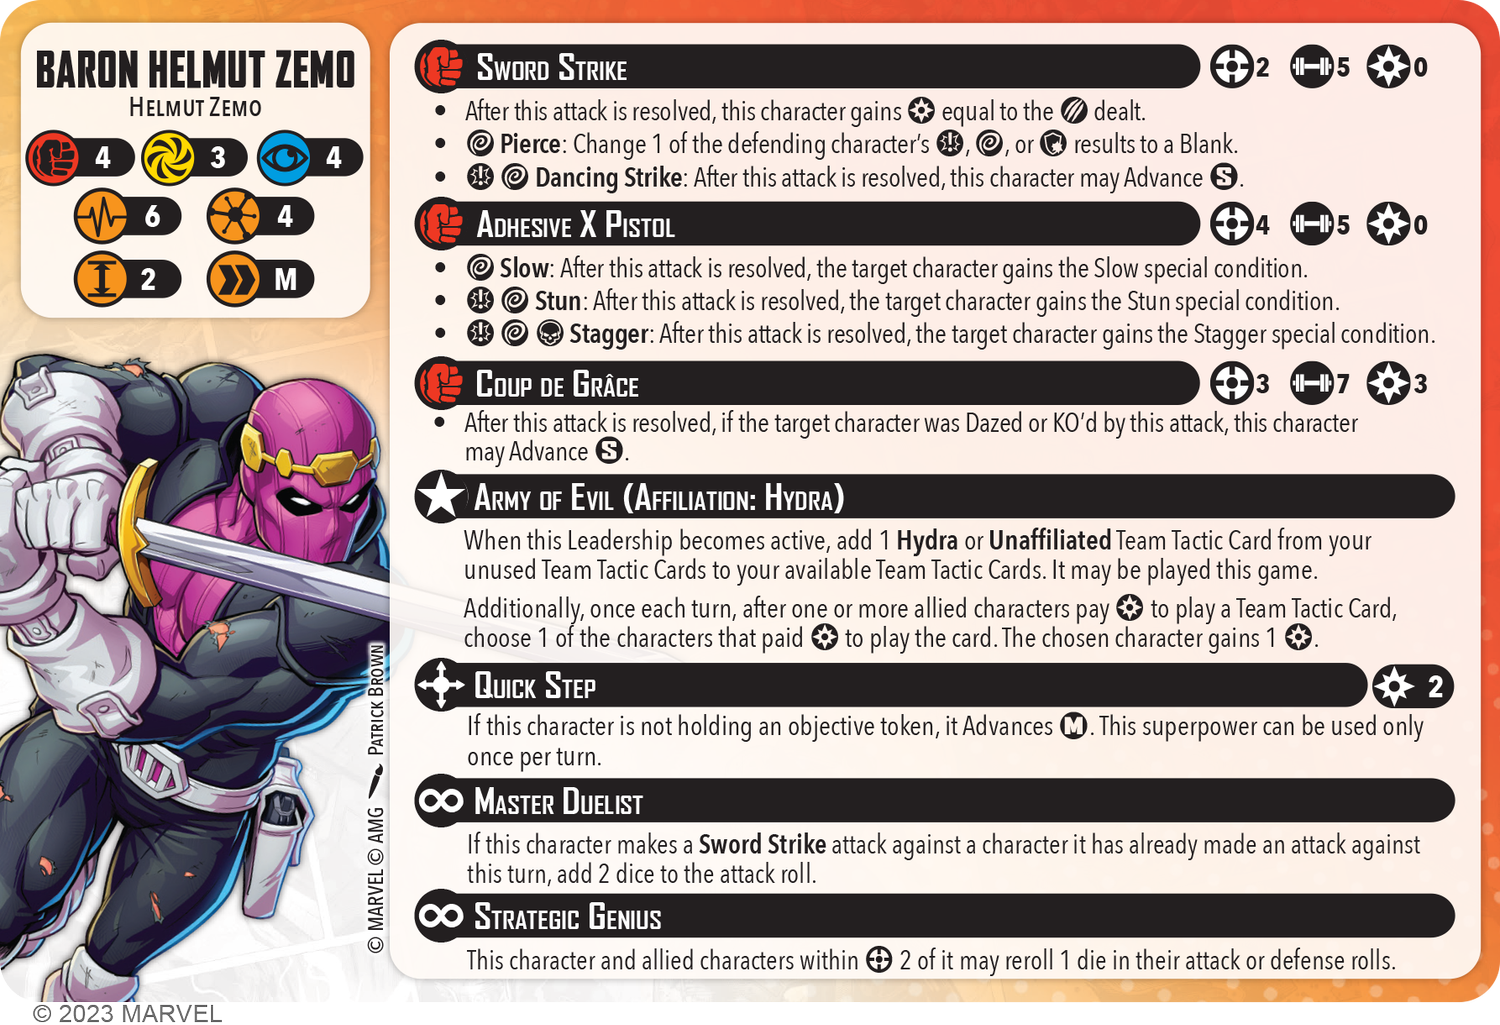 BARON HELMUT ZEMO
HELMUT ZEMO
4 3 4
6 4
2 M
SWORD STRIKE 2 5 0
• After this attack is resolved, this character gains equal to the dealt.
• Pierce: Change 1 of the defending character's , , or results to a Blank.
• Dancing Strike: After this attack is resolved, this character may Advance S.
ADHESIVE X PISTOL 4 5 0
• Slow: After this attack is resolved, the target character gains the Slow special condition.
• Stun: After this attack is resolved, the target character gains the Stun special condition.
• Stagger: After this attack is resolved, the target character gains the Stagger special condition.
COUP DE GRÂCE 3 7 3
• After this attack is resolved, if the target character was Dazed or KO'd by this attack, this character
may Advance S.
ARMY OF EVIL (AFFILIATION: HYDRA)
When this Leadership becomes active, add 1 Hydra or Unaffiliated Team Tactic Card from your
unused Team Tactic Cards to your available Team Tactic Cards. It may be played this game.
Additionally, once each turn, after one or more allied characters pay to play a Team Tactic Card,
choose 1 of the characters that paid to play the card. The chosen character gains 1 .
QUICK STEP 2
If this character is not holding an objective token, it Advances M. This superpower can be used only
once per turn.
MASTER DUELIST
If this character makes a Sword Strike attack against a character it has already made an attack against
this turn, add 2 dice to the attack roll.
STRATEGIC GENIUS
This character and allied characters within 2 of it may reroll 1 die in their attack or defense rolls.
© MARVEL © AMG PATRICK BROWN
© 2023 MARVEL